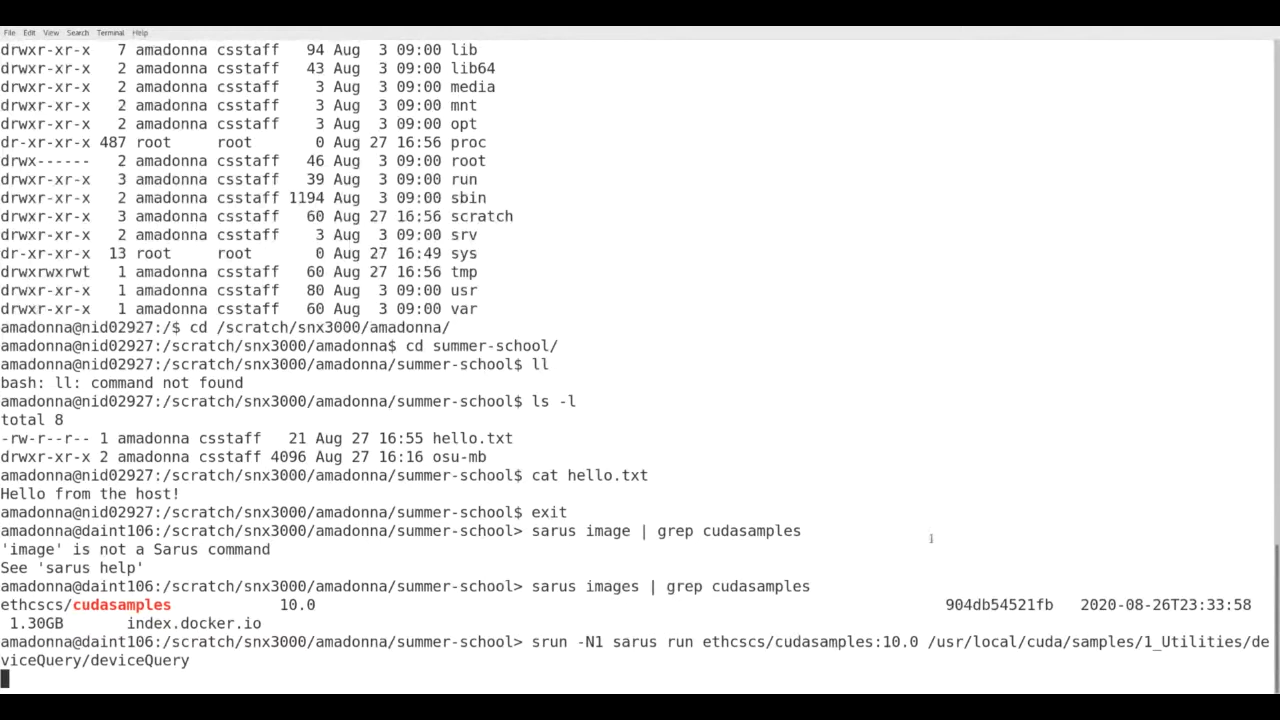 File Edit View Search Terminal Help
drwxr-xr-x   7 amadonna csstaff   94 Aug  3 09:00 lib
drwxr-xr-x   2 amadonna csstaff   43 Aug  3 09:00 lib64
drwxr-xr-x   2 amadonna csstaff    3 Aug  3 09:00 media
drwxr-xr-x   2 amadonna csstaff    3 Aug  3 09:00 mnt
drwxr-xr-x   2 amadonna csstaff    3 Aug  3 09:00 opt
dr-xr-xr-x 487 root     root       0 Aug 27 16:56 proc
drwx------   2 amadonna csstaff   46 Aug  3 09:00 root
drwxr-xr-x   3 amadonna csstaff   39 Aug  3 09:00 run
drwxr-xr-x   2 amadonna csstaff 1194 Aug  3 09:00 sbin
drwxr-xr-x   3 amadonna csstaff   60 Aug 27 16:56 scratch
drwxr-xr-x   2 amadonna csstaff    3 Aug  3 09:00 srv
dr-xr-xr-x  13 root     root       0 Aug 27 16:49 sys
drwxrwxrwt   1 amadonna csstaff   60 Aug 27 16:56 tmp
drwxr-xr-x   1 amadonna csstaff   80 Aug  3 09:00 usr
drwxr-xr-x   1 amadonna csstaff   60 Aug  3 09:00 var
amadonna@nid02927:/$ cd /scratch/snx3000/amadonna/
amadonna@nid02927:/scratch/snx3000/amadonna$ cd summer-school/
amadonna@nid02927:/scratch/snx3000/amadonna/summer-school$ ll
bash: ll: command not found
amadonna@nid02927:/scratch/snx3000/amadonna/summer-school$ ls -l
total 8
-rw-r--r-- 1 amadonna csstaff   21 Aug 27 16:55 hello.txt
drwxr-xr-x 2 amadonna csstaff 4096 Aug 27 16:16 osu-mb
amadonna@nid02927:/scratch/snx3000/amadonna/summer-school$ cat hello.txt
Hello from the host!
amadonna@nid02927:/scratch/snx3000/amadonna/summer-school$ exit
amadonna@daint106:/scratch/snx3000/amadonna/summer-school> sarus image | grep cudasamples
'image' is not a Sarus command
See 'sarus help'
amadonna@daint106:/scratch/snx3000/amadonna/summer-school> sarus images | grep cudasamples
ethcscs/cudasamples            10.0                                                                      904db54521fb   2020-08-26T23:33:58
 1.30GB       index.docker.io
amadonna@daint106:/scratch/snx3000/amadonna/summer-school> srun -N1 sarus run ethcscs/cudasamples:10.0 /usr/local/cuda/samples/1_Utilities/de
viceQuery/deviceQuery